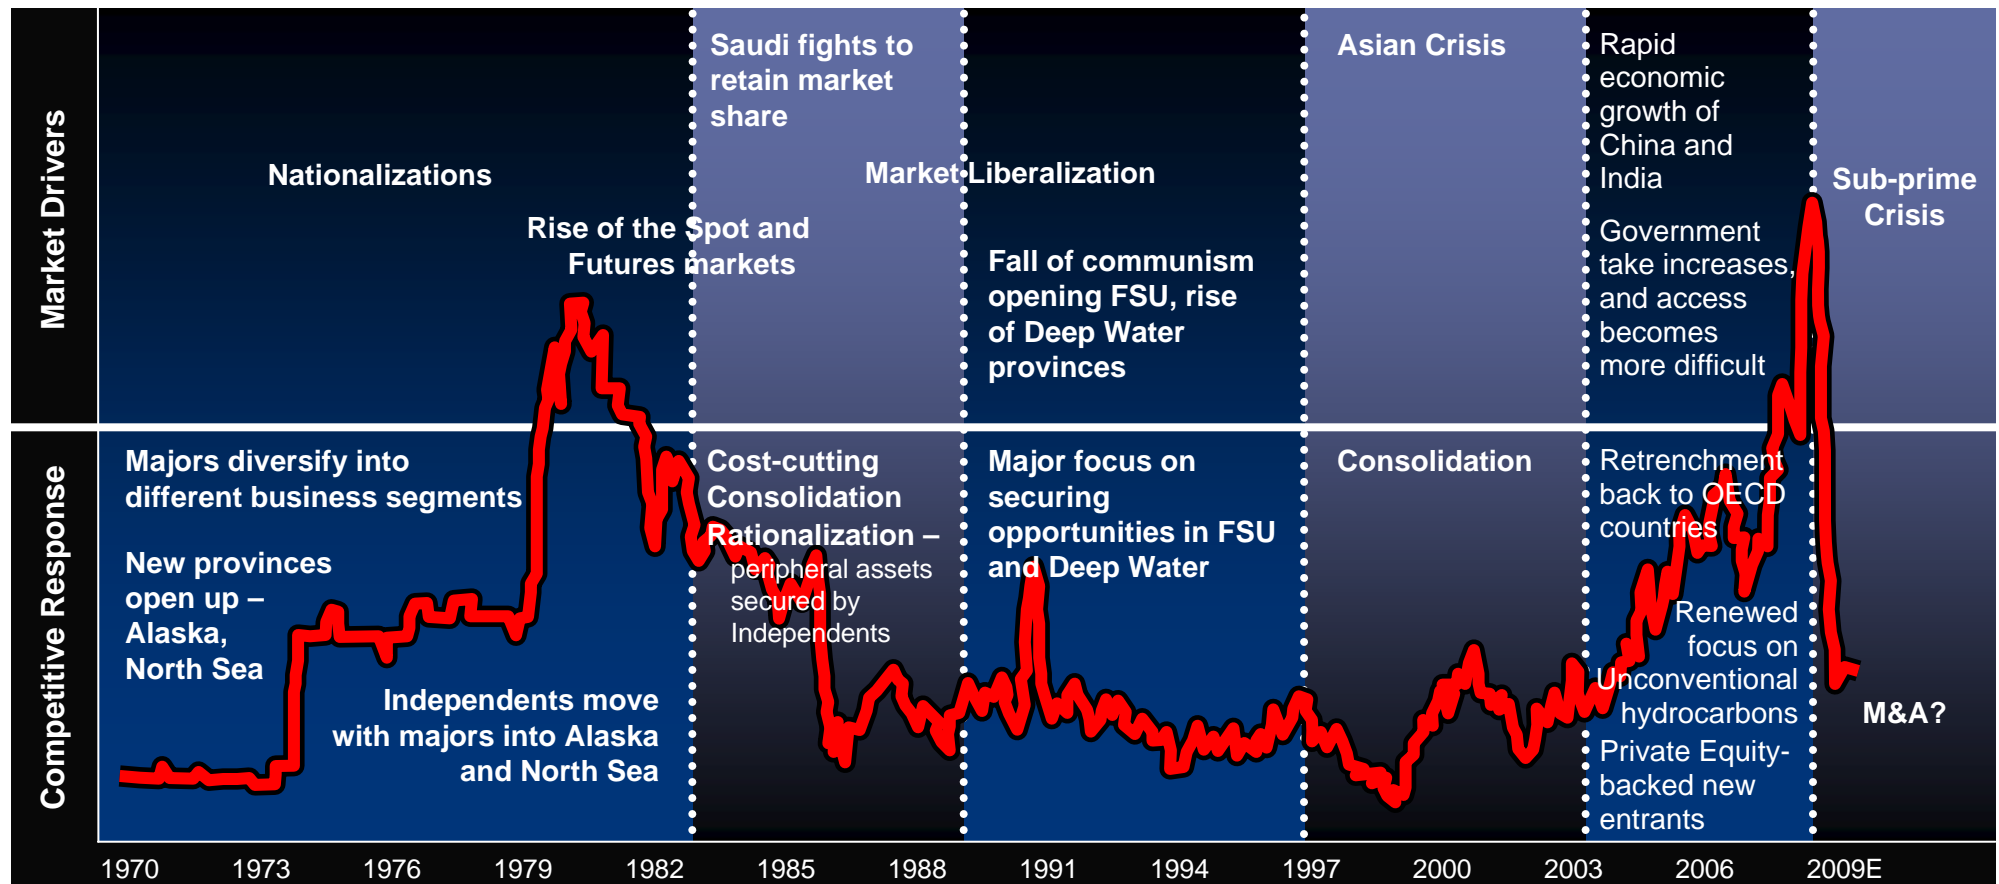 Market Drivers
Nationalizations
Rise of the Spot and
Futures markets
Saudi fights to
retain market
share
Market Liberalization
Fall of communism
opening FSU, rise
of Deep Water
provinces
Asian Crisis
Rapid
economic
growth of
China and
India
Government
take increases,
and access
becomes
more difficult
Sub-prime
Crisis
Competitive Response
Majors diversify into
different business segments
New provinces
open up –
Alaska,
North Sea
Independents move
with majors into Alaska
and North Sea
Cost-cutting
Consolidation
Rationalization –
peripheral assets
secured by
Independents
Major focus on
securing
opportunities in FSU
and Deep Water
Consolidation
Retrenchment
back to OECD
countries
Renewed
focus on
Unconventional
hydrocarbons
Private Equity-
backed new
entrants
M&A?
1970 1973 1976 1979 1982 1985 1988 1991 1994 1997 2000 2003 2006 2009E